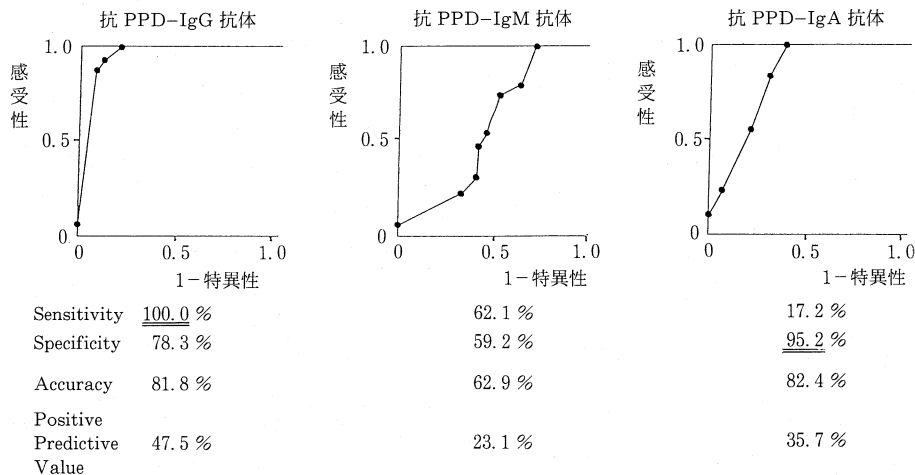 抗 PPD−IgG 抗体
抗 PPD−IgM 抗体
抗 PPD−IgA 抗体
感受性
1.0
0.5
0
0
0.5
1.0
1−特異性
感受性
1.0
0.5
0
0
0.5
1.0
1−特異性
感受性
1.0
0.5
0
0
0.5
1.0
1−特異性
Sensitivity 100.0 % 62.1 % 17.2 %
Specificity 78.3 % 59.2 % 95.2 %
Accuracy 81.8 % 62.9 % 82.4 %
Positive
Predictive 47.5 % 23.1 % 35.7 %
Value